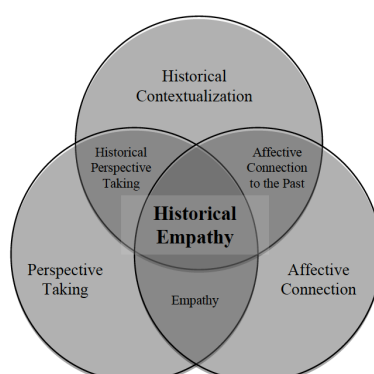 Historical
Contextualization
Historical
Perspective
Taking
Affective
Connection
to the Past
Historical
Empathy
Perspective
Taking
Empathy
Affective
Connection